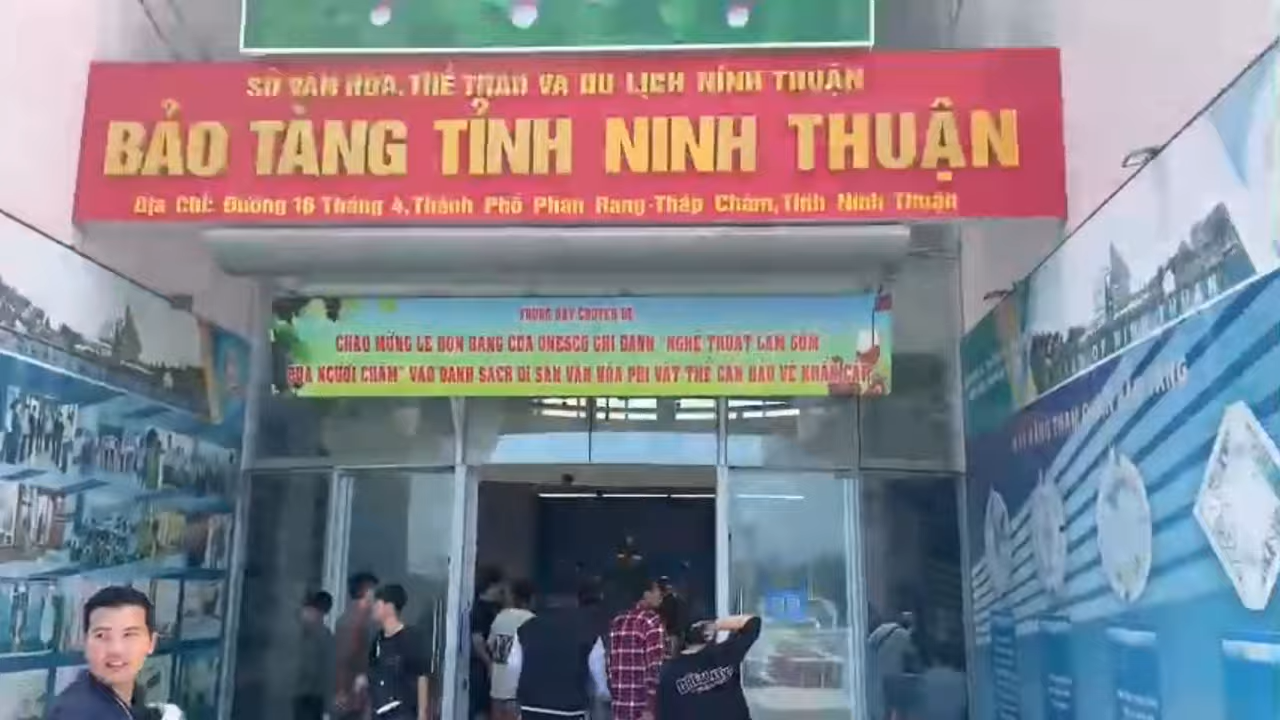 SỞ VĂN HÓA, THỂ THAO VÀ DU LỊCH NINH THUẬN
BẢO TÀNG TỈNH NINH THUẬN
Địa Chỉ: Đường 16 Tháng 4, Thành Phố Phan Rang-Tháp Chàm, Tỉnh Ninh Thuận
TRƯNG BÀY CHUYÊN ĐỀ
CHÀO MỪNG LỄ ĐÓN BẰNG CỦA UNESCO GHI DANH "NGHỆ THUẬT LÀM GỐM
CỦA NGƯỜI CHĂM" VÀO DANH SÁCH DI SẢN VĂN HÓA PHI VẬT THỂ CẦN BẢO VỆ KHẨN CẤP